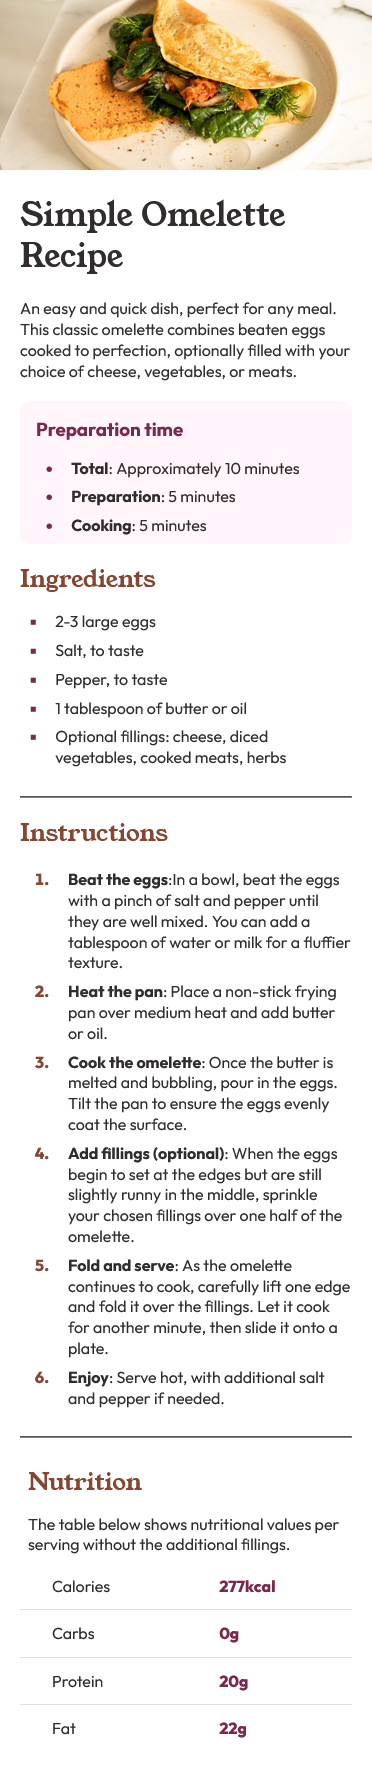 Simple Omelette
Recipe
An easy and quick dish, perfect for any meal.
This classic omelette combines beaten eggs
cooked to perfection, optionally filled with your
choice of cheese, vegetables, or meats.
Preparation time
• Total: Approximately 10 minutes
• Preparation: 5 minutes
• Cooking: 5 minutes
Ingredients
▪ 2-3 large eggs
▪ Salt, to taste
▪ Pepper, to taste
▪ 1 tablespoon of butter or oil
▪ Optional fillings: cheese, diced
vegetables, cooked meats, herbs
Instructions
1. Beat the eggs:In a bowl, beat the eggs
with a pinch of salt and pepper until
they are well mixed. You can add a
tablespoon of water or milk for a fluffier
texture.
2. Heat the pan: Place a non-stick frying
pan over medium heat and add butter
or oil.
3. Cook the omelette: Once the butter is
melted and bubbling, pour in the eggs.
Tilt the pan to ensure the eggs evenly
coat the surface.
4. Add fillings (optional): When the eggs
begin to set at the edges but are still
slightly runny in the middle, sprinkle
your chosen fillings over one half of the
omelette.
5. Fold and serve: As the omelette
continues to cook, carefully lift one edge
and fold it over the fillings. Let it cook
for another minute, then slide it onto a
plate.
6. Enjoy: Serve hot, with additional salt
and pepper if needed.
Nutrition
The table below shows nutritional values per
serving without the additional fillings.
Calories 277kcal
Carbs 0g
Protein 20g
Fat 22g